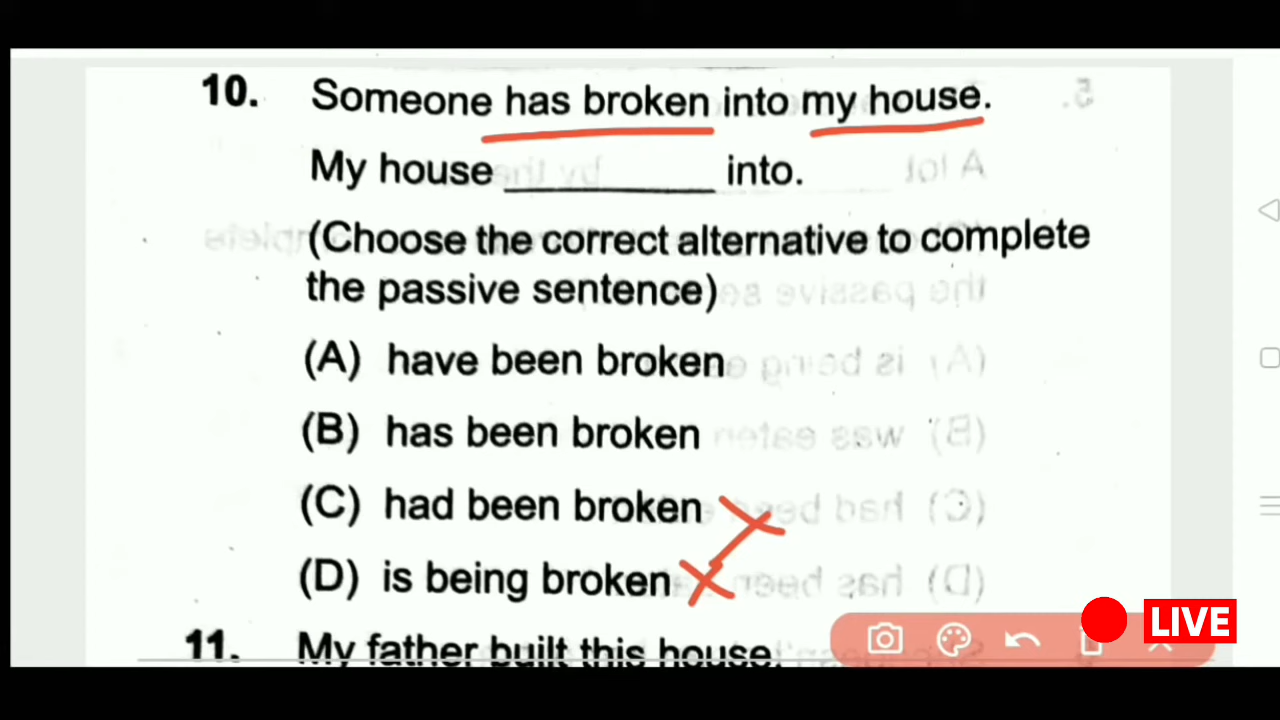 10. Someone has broken into my house.
My house __________ into.
(Choose the correct alternative to complete
the passive sentence)
(A) have been broken
(B) has been broken
(C) had been broken
(D) is being broken
11. My father built this house.
LIVE